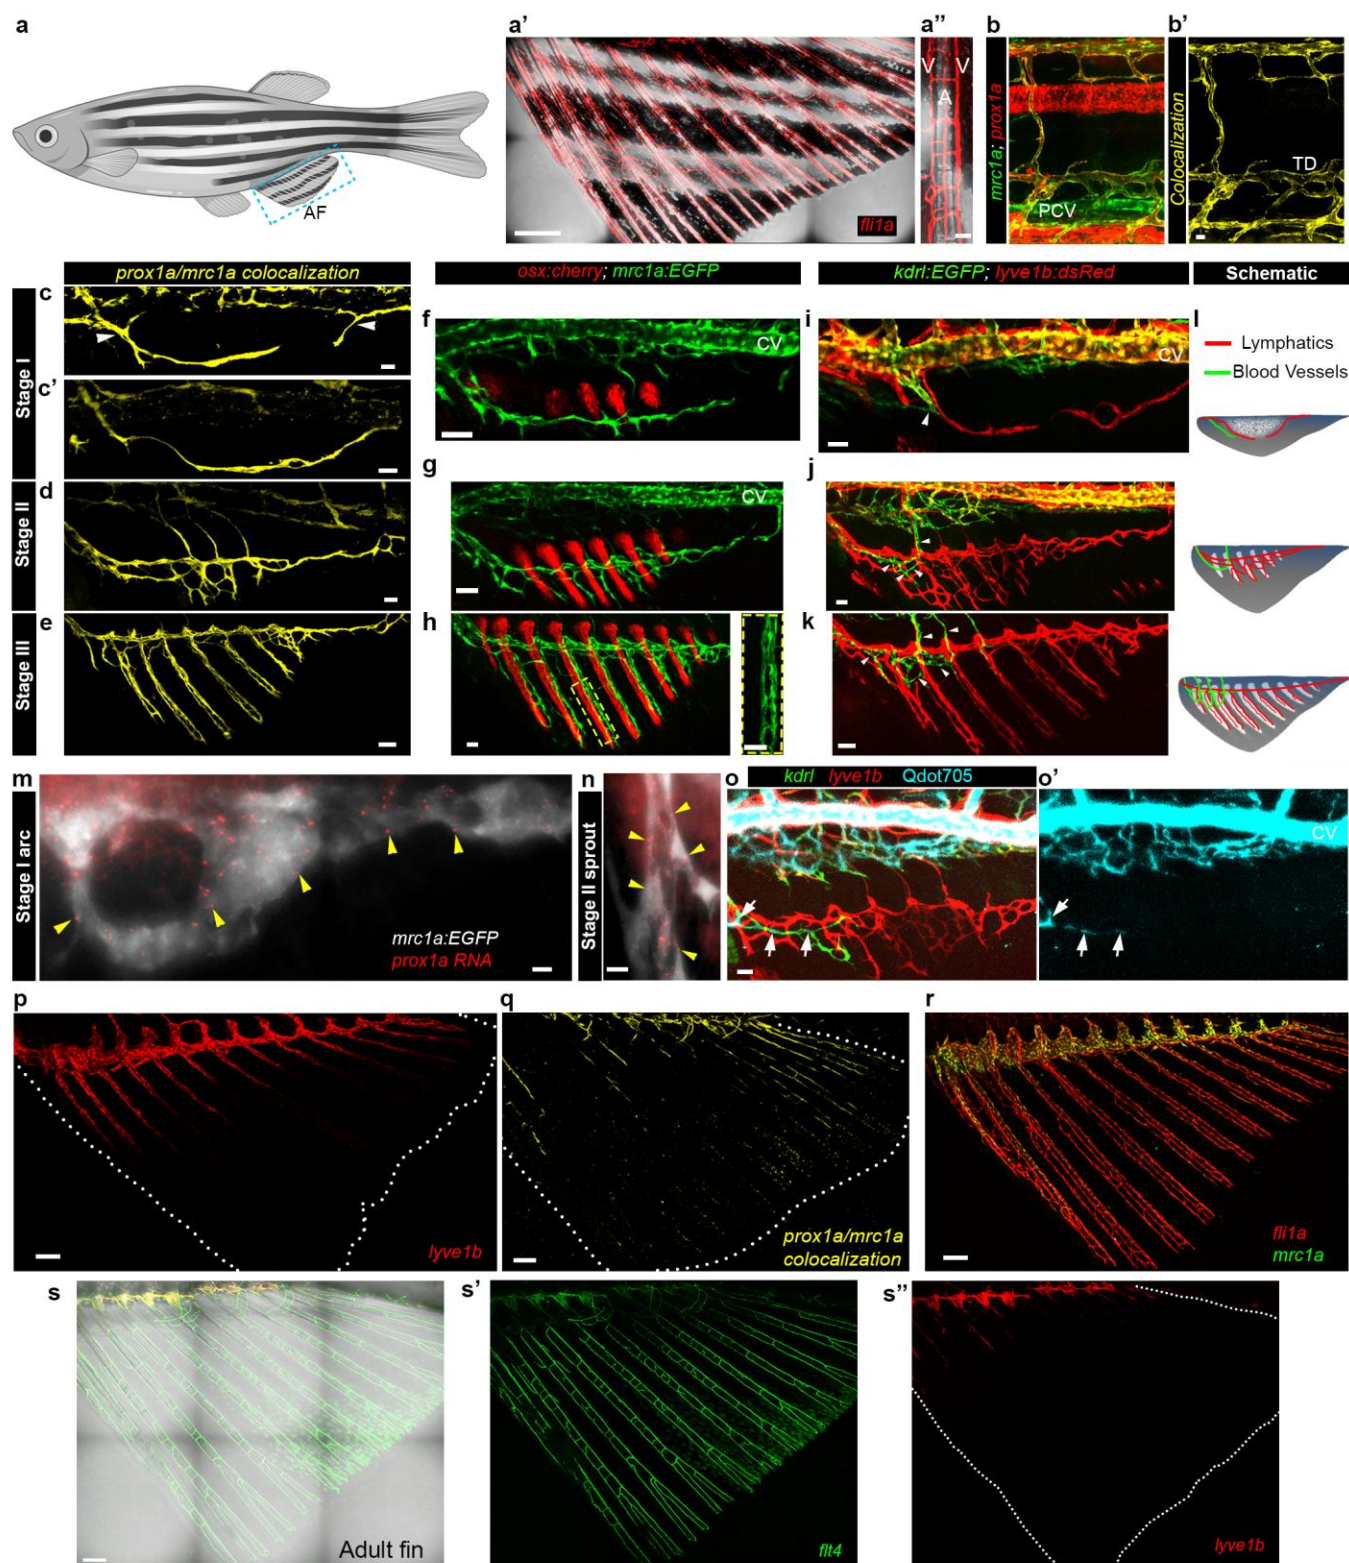 a
AF
a’
fli1a
a”
V
V
A
b
mrc1a; prox1a
PCV
b’
Colocalization
TD
prox1a/mrc1a colocalization
osx:cherry; mrc1a:EGFP
kdrl:EGFP; lyve1b:dsRed
Schematic
Stage I
c
c’
f
CV
i
CV
l
Lymphatics
Blood Vessels
Stage II
d
g
CV
j
Stage III
e
h
k
Stage I arc
m
mrc1a:EGFP
prox1a RNA
Stage II sprout
n
o
kdrl lyve1b Qdot705
o’
CV
p
lyve1b
q
prox1a/mrc1a
colocalization
r
fli1a
mrc1a
s
Adult fin
s’
flt4
s”
lyve1b